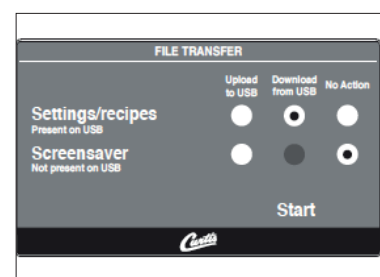 FILE TRANSFER
Upload to USB
Download from USB
No Action
Settings/recipes
Present on USB
Screensaver
Not present on USB
Start
Curtis